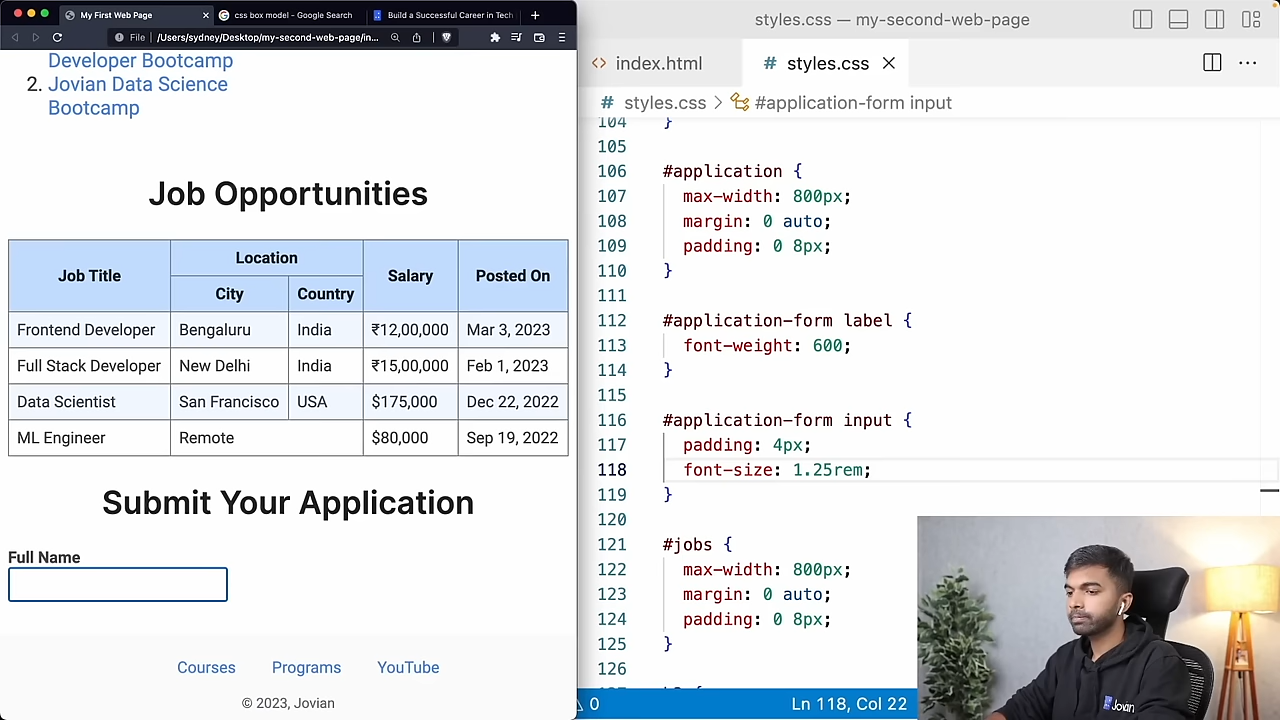 My First Web Page
css box model - Google Search
Build a Successful Career in Tech
File
/Users/sydney/Desktop/my-second-web-page/in...
Developer Bootcamp
2. Jovian Data Science
Bootcamp
Job Opportunities
Job Title
Location
Salary
Posted On
City
Country
Frontend Developer Bengaluru India ₹12,00,000 Mar 3, 2023
Full Stack Developer New Delhi India ₹15,00,000 Feb 1, 2023
Data Scientist San Francisco USA $175,000 Dec 22, 2022
ML Engineer Remote $80,000 Sep 19, 2022
Submit Your Application
Full Name
Courses Programs YouTube
© 2023, Jovian
styles.css — my-second-web-page
<> index.html
# styles.css
# styles.css > #application-form input
104 }
105
106 #application {
107 max-width: 800px;
108 margin: 0 auto;
109 padding: 0 8px;
110 }
111
112 #application-form label {
113 font-weight: 600;
114 }
115
116 #application-form input {
117 padding: 4px;
118 font-size: 1.25rem;
119 }
120
121 #jobs {
122 max-width: 800px;
123 margin: 0 auto;
124 padding: 0 8px;
125 }
126
0
Ln 118, Col 22
Jovian